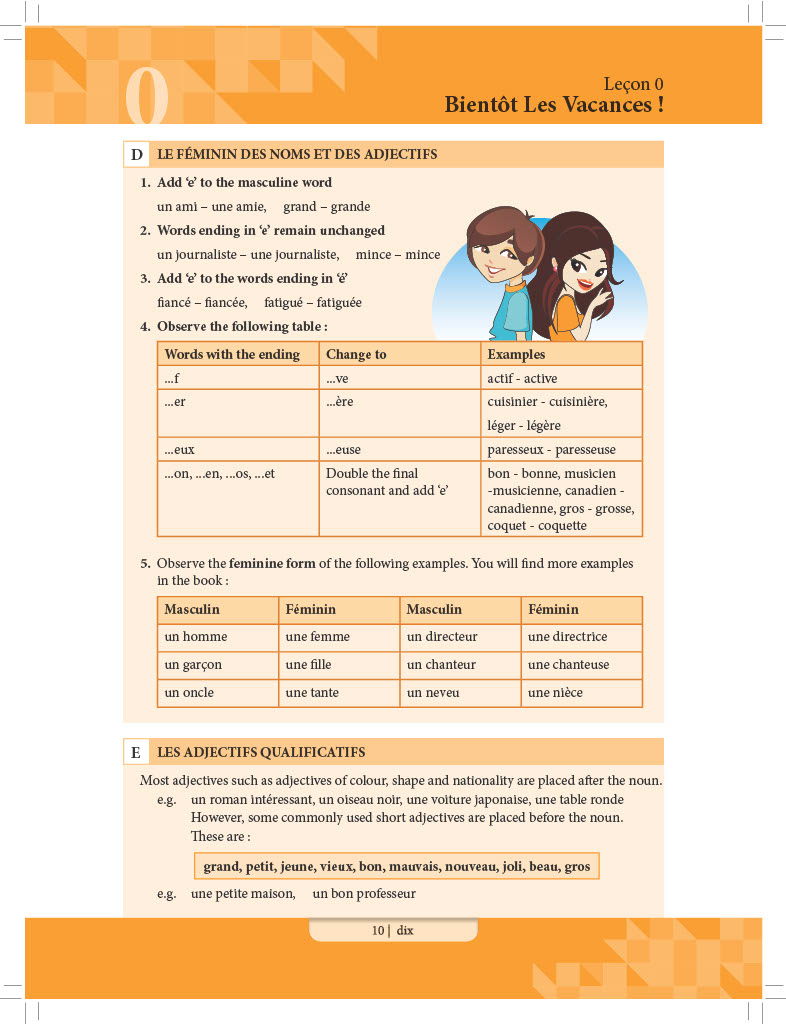 0
Leçon 0
Bientôt Les Vacances !
D LE FÉMININ DES NOMS ET DES ADJECTIFS
1. Add ‘e’ to the masculine word
un ami – une amie, grand – grande
2. Words ending in ‘e’ remain unchanged
un journaliste – une journaliste, mince – mince
3. Add ‘e’ to the words ending in ‘é’
fiancé – fiancée, fatigué – fatiguée
4. Observe the following table :
Words with the ending Change to Examples
...f ...ve actif - active
...er ...ère cuisinier - cuisinière,
léger - légère
...eux ...euse paresseux - paresseuse
...on, ...en, ...os, ...et Double the final bon - bonne, musicien
consonant and add ‘e’ -musicienne, canadien -
canadienne, gros - grosse,
coquet - coquette
5. Observe the feminine form of the following examples. You will find more examples
in the book :
Masculin Féminin Masculin Féminin
un homme une femme un directeur une directrice
un garçon une fille un chanteur une chanteuse
un oncle une tante un neveu une nièce
E LES ADJECTIFS QUALIFICATIFS
Most adjectives such as adjectives of colour, shape and nationality are placed after the noun.
e.g. un roman intéressant, un oiseau noir, une voiture japonaise, une table ronde
However, some commonly used short adjectives are placed before the noun.
These are :
grand, petit, jeune, vieux, bon, mauvais, nouveau, joli, beau, gros
e.g. une petite maison, un bon professeur
10 | dix